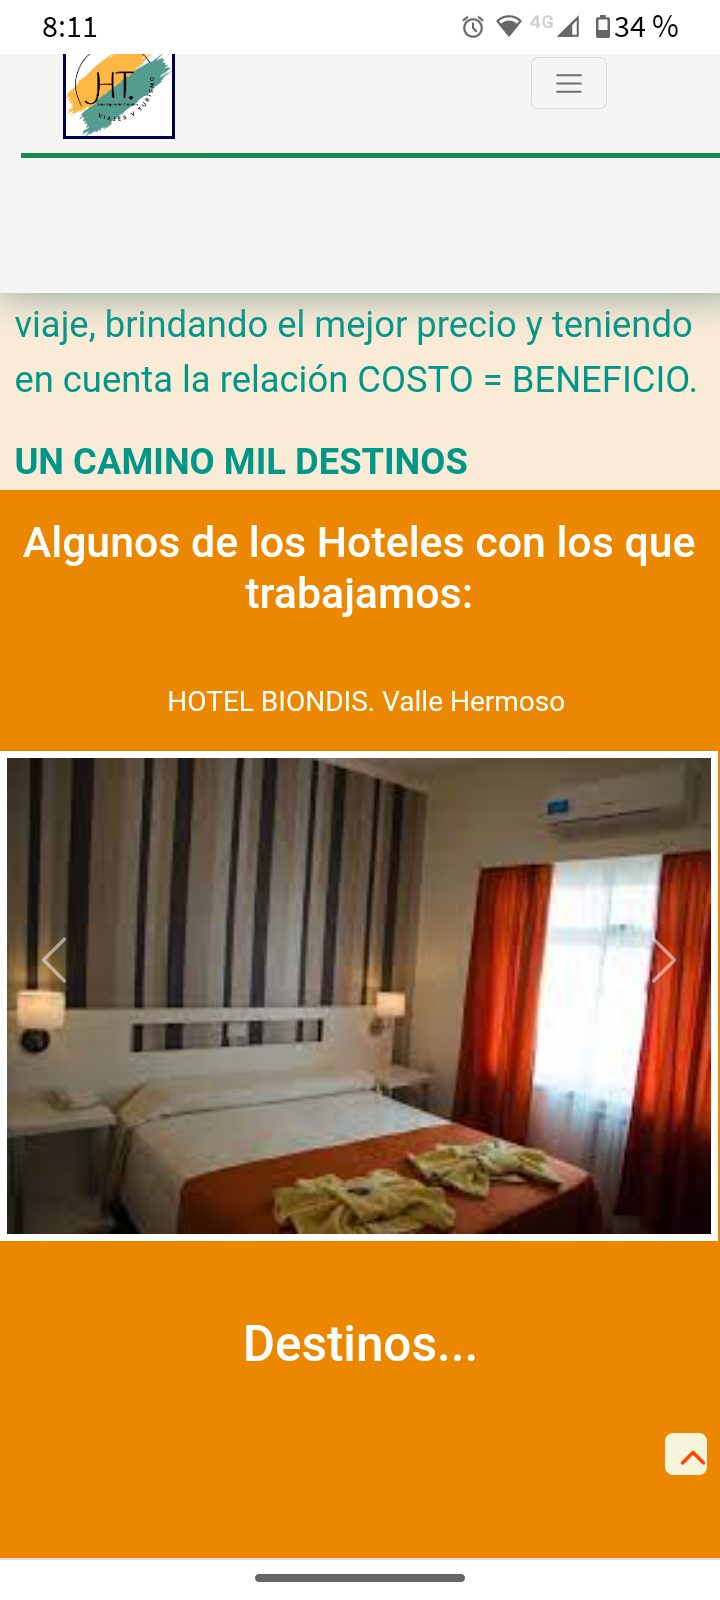 8:11
4G
34 %
HT.
VIAJES Y TURISMO
viaje, brindando el mejor precio y teniendo
en cuenta la relación COSTO = BENEFICIO.
UN CAMINO MIL DESTINOS
Algunos de los Hoteles con los que
trabajamos:
HOTEL BIONDIS. Valle Hermoso
Destinos...